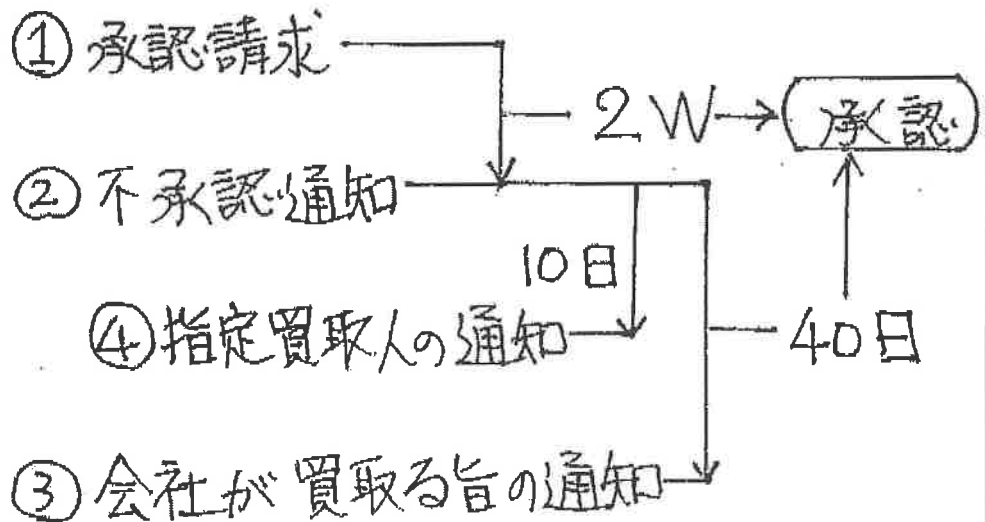 ① 承認請求
2W
承認
② 不承認通知
10日
④ 指定買取人の通知
40日
③ 会社が買取る旨の通知